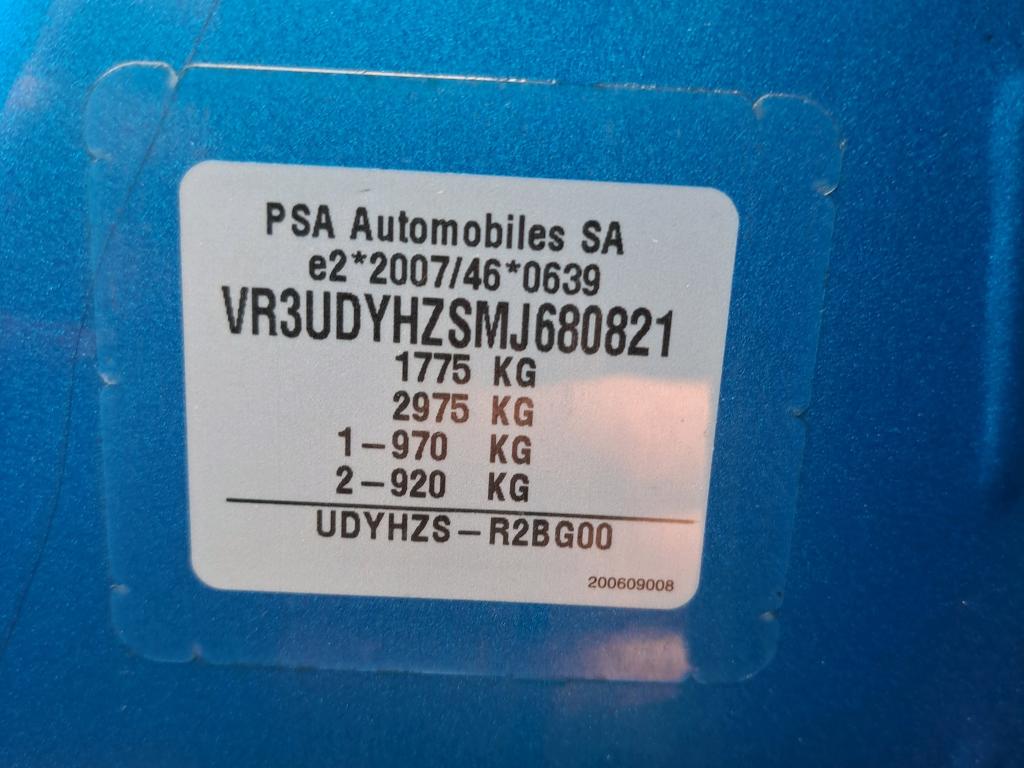 PSA Automobiles SA
e2*2007/46*0639
VR3UDYHZSMJ680821
1775 KG
2975 KG
1-970 KG
2-920 KG
UDYHZS-R2BG00
200609008